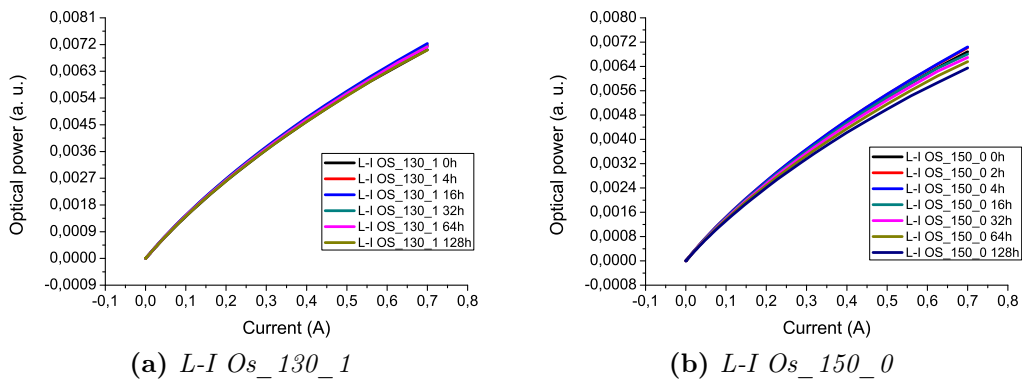 0,0081
0,0072
0,0063
0,0054
0,0045
0,0036
0,0027
0,0018
0,0009
0,0000
-0,0009
Optical power (a. u.)
L-I OS_130_1 0h
L-I OS_130_1 4h
L-I OS_130_1 16h
L-I OS_130_1 32h
L-I OS_130_1 64h
L-I OS_130_1 128h
-0,1 0,0 0,1 0,2 0,3 0,4 0,5 0,6 0,7 0,8
Current (A)
(a) L-I Os_130_1
0,0080
0,0072
0,0064
0,0056
0,0048
0,0040
0,0032
0,0024
0,0016
0,0008
0,0000
-0,0008
Optical power (a. u.)
L-I OS_150_0 0h
L-I OS_150_0 2h
L-I OS_150_0 4h
L-I OS_150_0 16h
L-I OS_150_0 32h
L-I OS_150_0 64h
L-I OS_150_0 128h
-0,1 0,0 0,1 0,2 0,3 0,4 0,5 0,6 0,7 0,8
Current (A)
(b) L-I Os_150_0